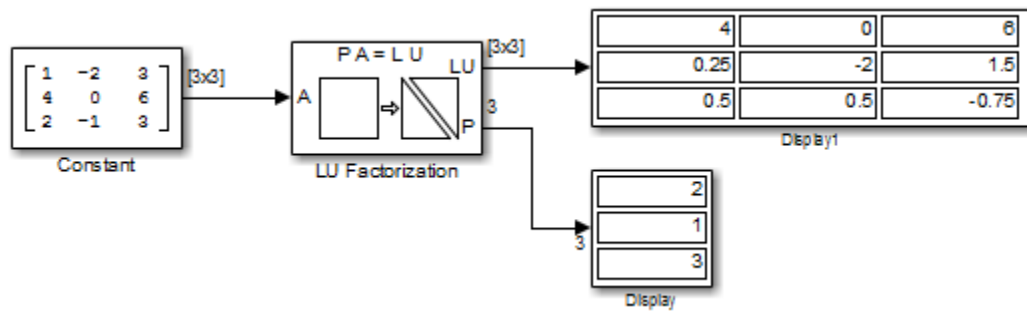 1 -2 3
4 0 6
2 -1 3
[3x3]
Constant
P A = L U
A
LU
P
LU Factorization
[3x3]
3
4 0 6
0.25 -2 1.5
0.5 0.5 -0.75
Display1
3
2
1
3
Display